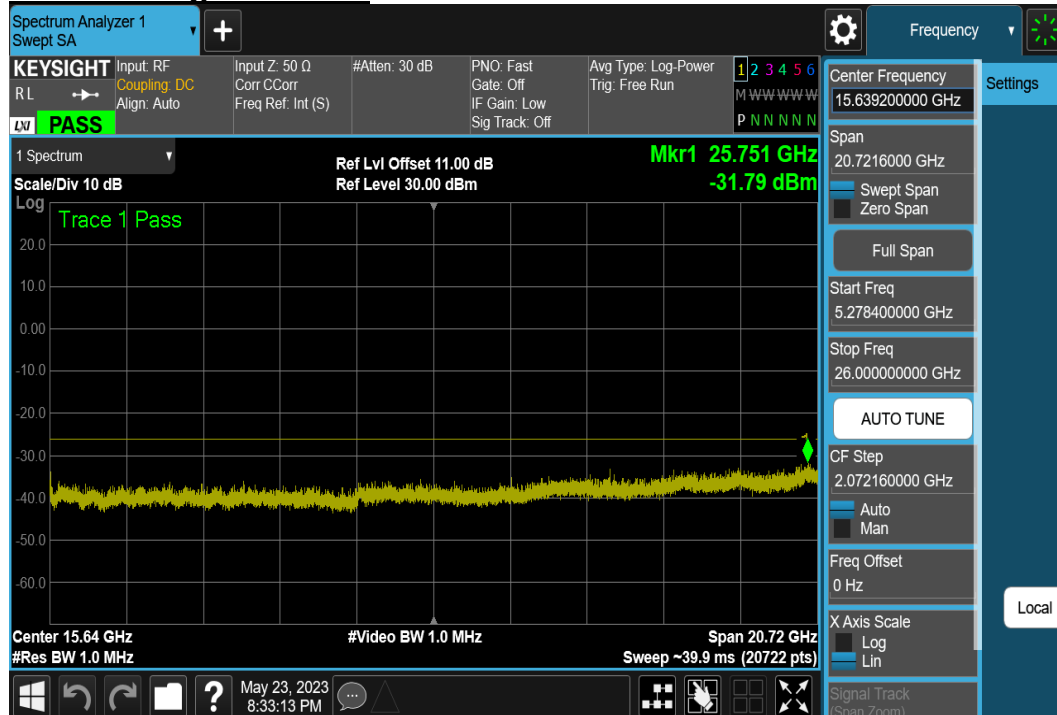 Spectrum Analyzer 1
Swept SA
+
Frequency
KEYSIGHT
R L
LXI PASS
Input: RF
Coupling: DC
Align: Auto
Input Z: 50 Ω
Corr CCorr
Freq Ref: Int (S)
#Atten: 30 dB
PNO: Fast
Gate: Off
IF Gain: Low
Sig Track: Off
Avg Type: Log-Power
Trig: Free Run
1 2 3 4 5 6
M W W W W W
P N N N N N
1 Spectrum
Scale/Div 10 dB
Log
Ref Lvl Offset 11.00 dB
Ref Level 30.00 dBm
Mkr1 25.751 GHz
-31.79 dBm
Trace 1 Pass
20.0
10.0
0.00
-10.0
-20.0
-30.0
-40.0
-50.0
-60.0
1
Center 15.64 GHz
#Res BW 1.0 MHz
#Video BW 1.0 MHz
Span 20.72 GHz
Sweep ~39.9 ms (20722 pts)
May 23, 2023
8:33:13 PM
?
Center Frequency
15.639200000 GHz
Span
20.7216000 GHz
Swept Span
Zero Span
Full Span
Start Freq
5.278400000 GHz
Stop Freq
26.000000000 GHz
AUTO TUNE
CF Step
2.072160000 GHz
Auto
Man
Freq Offset
0 Hz
X Axis Scale
Log
Lin
Signal Track
(Span Zoom)
Settings
Local